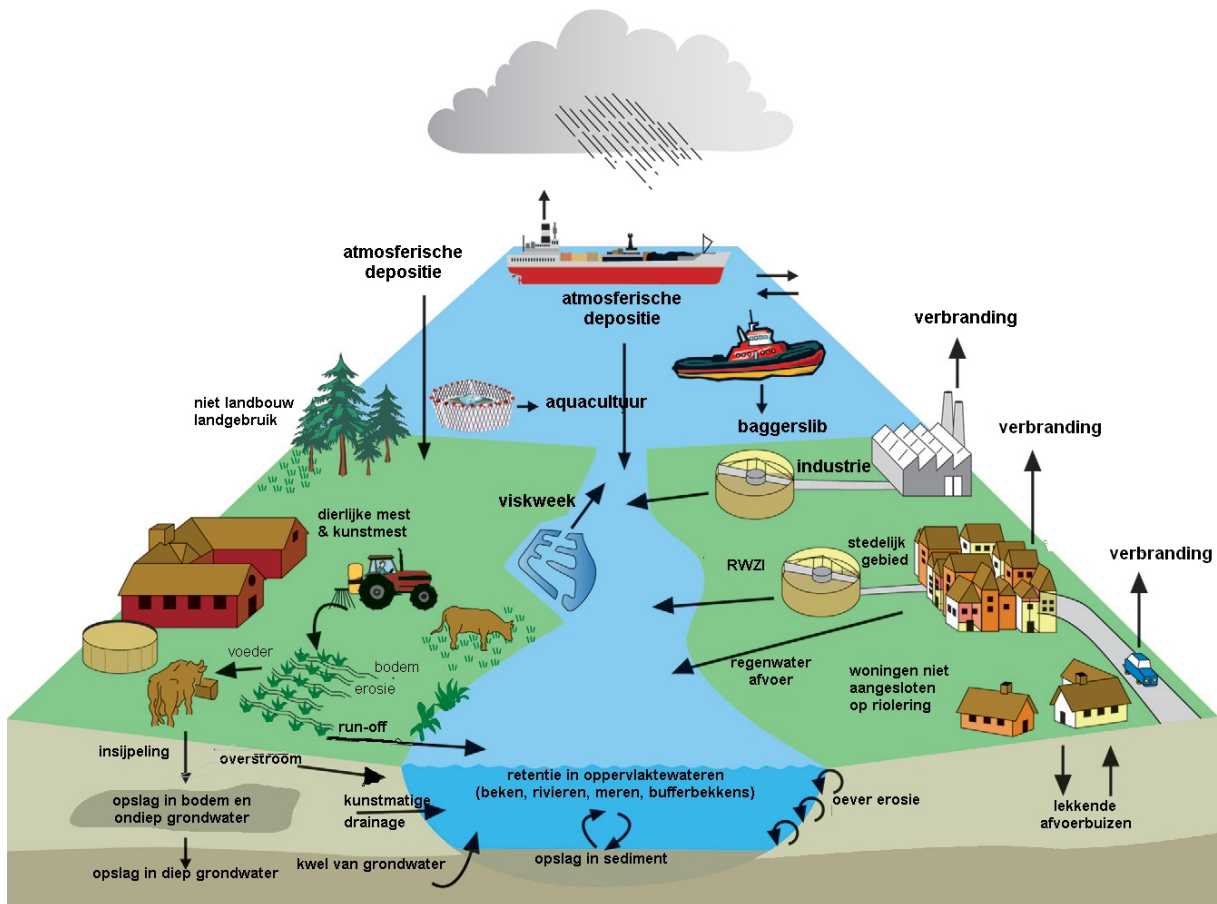 atmosferische
depositie
atmosferische
depositie
verbranding
niet landbouw
landgebruik
aquacultuur
baggerslib
verbranding
industrie
viskweek
dierlijke mest
& kunstmest
RWZI
stedelijk
gebied
verbranding
voeder
bodem
erosie
regenwater
afvoer
woningen niet
aangesloten
op riolering
run-off
insijpeling
overstroom
retentie in oppervlaktewateren
(beken, rivieren, meren, bufferbekkens)
opslag in bodem en
ondiep grondwater
kunstmatige
drainage
oever erosie
lekkende
afvoerbuizen
opslag in diep grondwater
kwel van grondwater
opslag in sediment